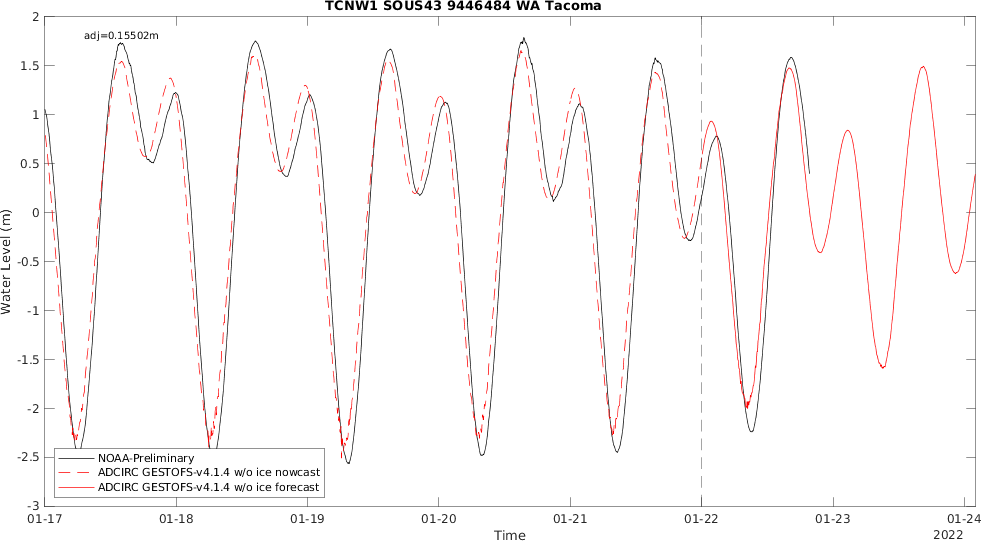 TCNW1 SOUS43 9446484 WA Tacoma
adj=0.15502m
2
1.5
1
0.5
0
-0.5
-1
-1.5
-2
-2.5
-3
Water Level (m)
NOAA-Preliminary
ADCIRC GESTOFS-v4.1.4 w/o ice nowcast
ADCIRC GESTOFS-v4.1.4 w/o ice forecast
01-17 01-18 01-19 01-20 01-21 01-22 01-23 01-24
Time
2022